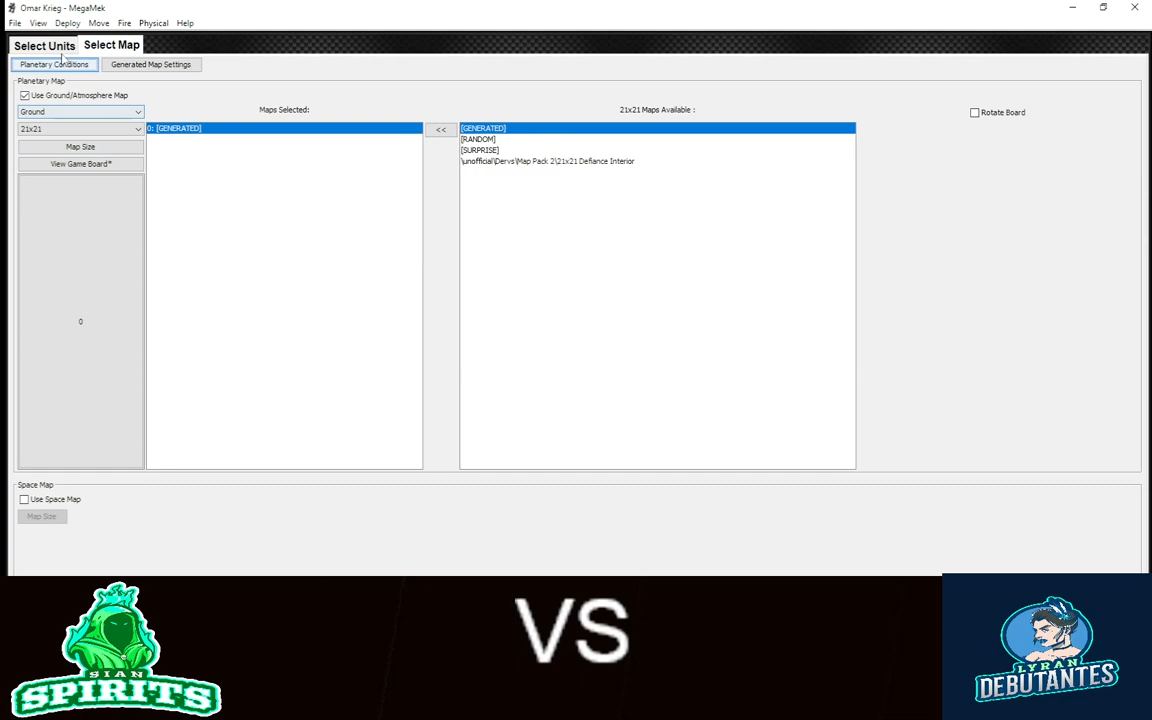 Omar Krieg - MegaMek
File View Deploy Move Fire Physical Help
Select Units Select Map
Planetary Conditions Generated Map Settings
Planetary Map
Use Ground/Atmosphere Map
Ground Maps Selected: 21x21 Maps Available : Rotate Board
21x21 0: [GENERATED] << [GENERATED]
[RANDOM]
Map Size [SURPRISE]
View Game Board* \unofficial\Dervs\Map Pack 2\21x21 Defiance Interior
0
Space Map
Use Space Map
Map Size
SIAN
SPIRITS
VS
LYRAN
DEBUTANTES